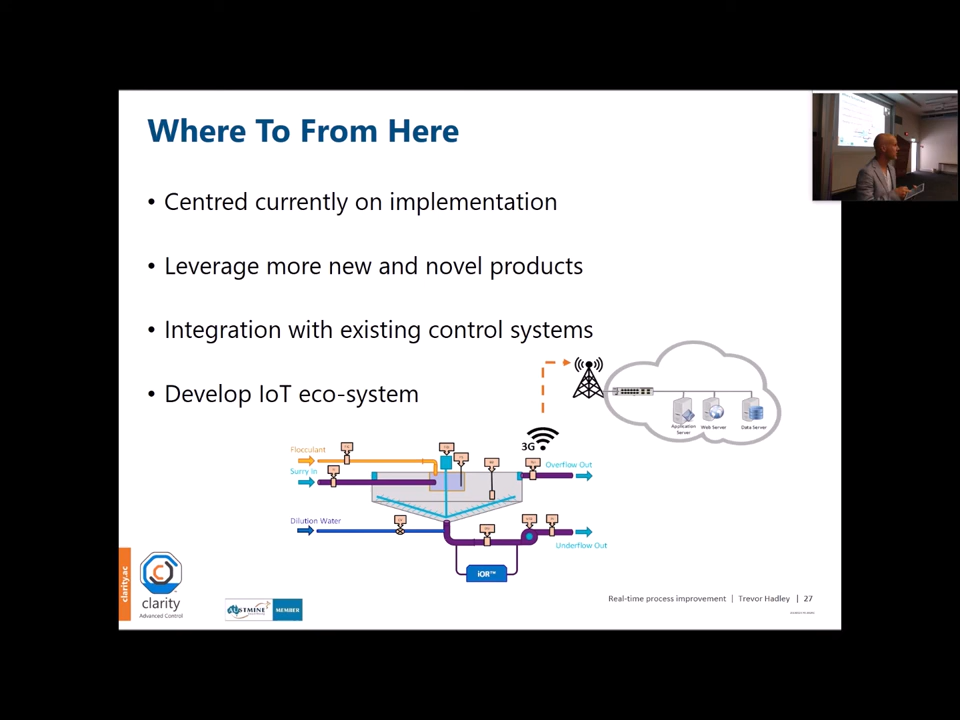 Where To From Here
• Centred currently on implementation
• Leverage more new and novel products
• Integration with existing control systems
• Develop IoT eco-system
Application
Server
Web Server
Data Server
3G
Flocculant
Surry In
Overflow Out
Dilution Water
Underflow Out
iOR™
clarity.ac
clarity
Advanced Control
MEMBER
Real-time process improvement | Trevor Hadley | 27